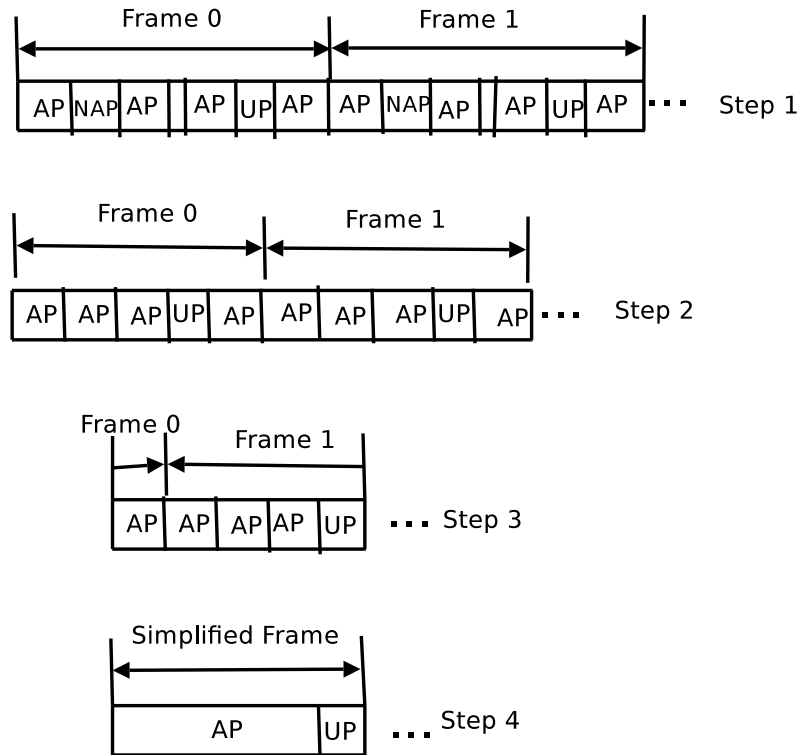 Frame 0 Frame 1
AP NAP AP AP UP AP AP NAP AP AP UP AP ... Step 1
Frame 0 Frame 1
AP AP AP UP AP AP AP AP UP AP ... Step 2
Frame 0 Frame 1
AP AP AP AP UP ... Step 3
Simplified Frame
AP UP ... Step 4